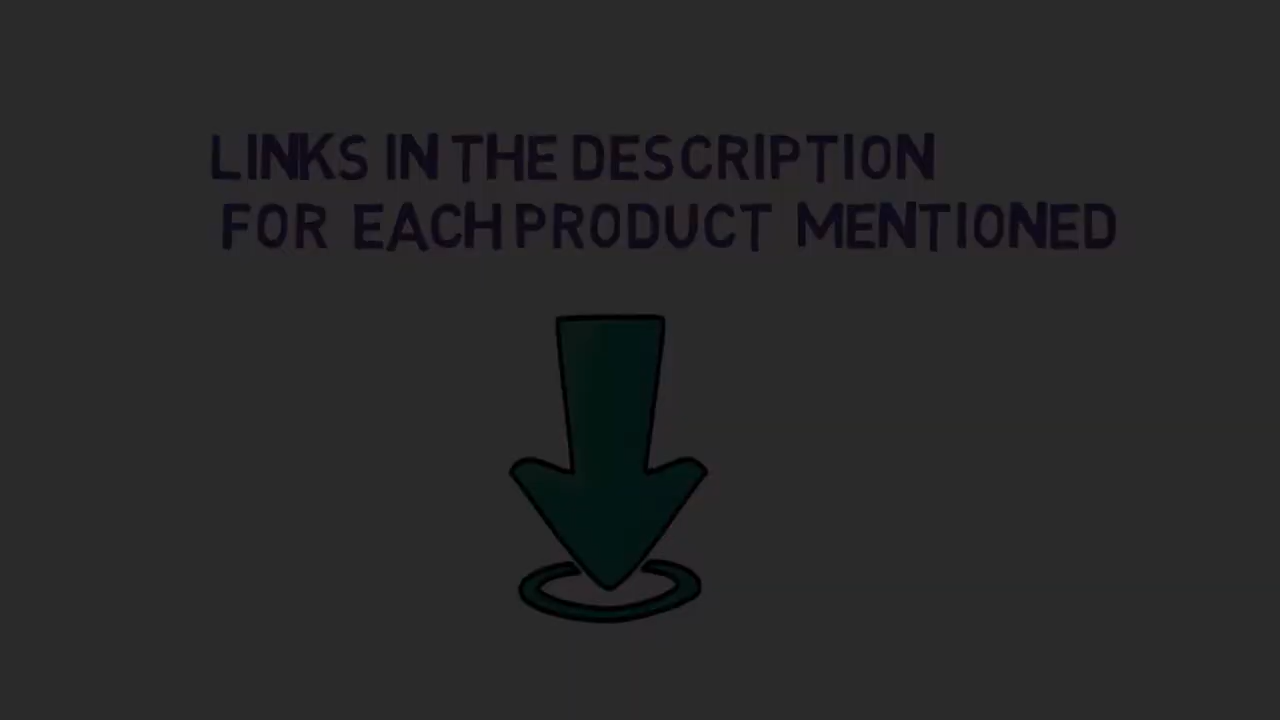 LINKS IN THE DESCRIPTION
FOR EACH PRODUCT MENTIONED